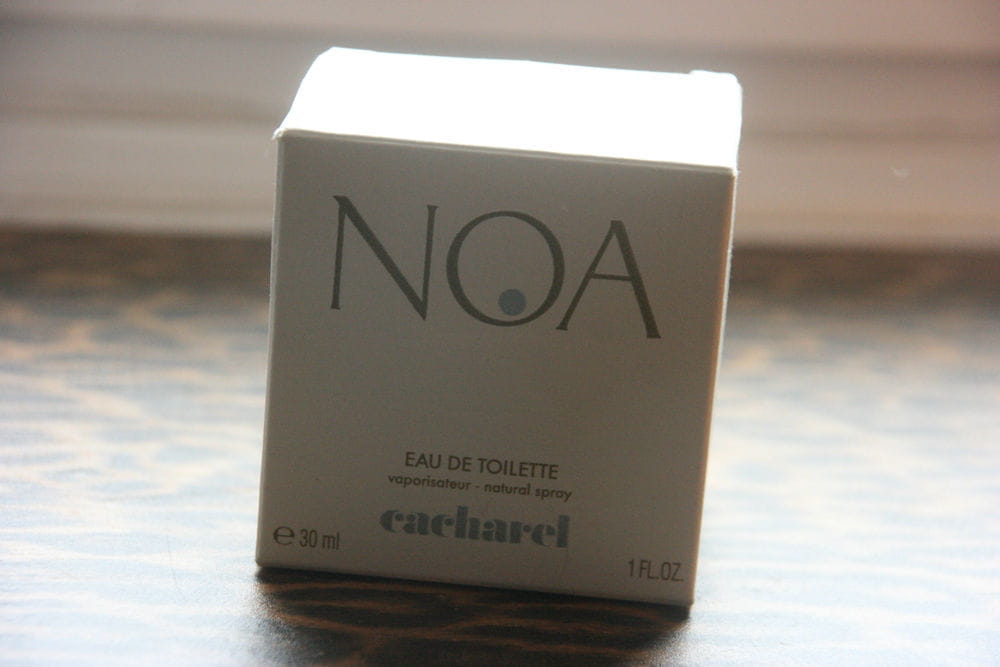 NOA
EAU DE TOILETTE
vaporisateur - natural spray
cacharel
℮ 30 ml
1 FL.OZ.